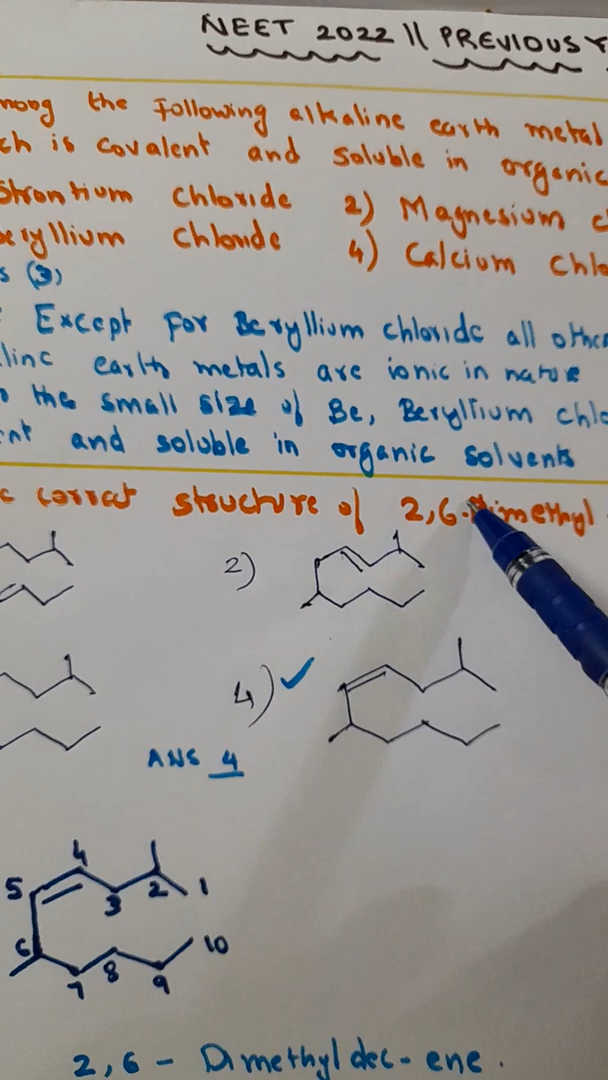 NEET 2022 || PREVIOUS Y
mong the Following alkaline earth metal
ch is covalent and soluble in organic
Strontium chloride 2) Magnesium c
eryllium chloride 4) Calcium chlo
s (3)
Except for Beryllium chloride all other
line earth metals are ionic in nature
o the small size of Be, Beryllium chlo
ent and soluble in organic solvents
c correct structure of 2,6-Dimethyl
2)
4) ✓
ANS 4
4
5 2 1
3
6 10
8
7 9
2,6 - Dimethyl dec-ene.